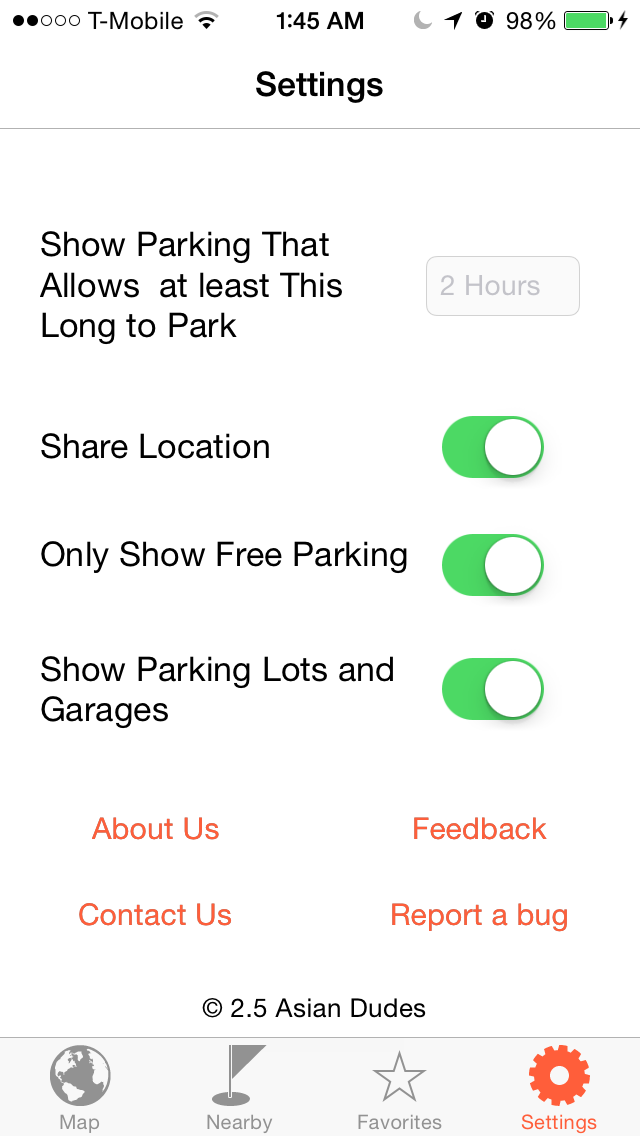 T-Mobile 1:45 AM 98%
Settings
Show Parking That
Allows  at least This
Long to Park
2 Hours
Share Location
Only Show Free Parking
Show Parking Lots and
Garages
About Us Feedback
Contact Us Report a bug
© 2.5 Asian Dudes
Map Nearby Favorites Settings